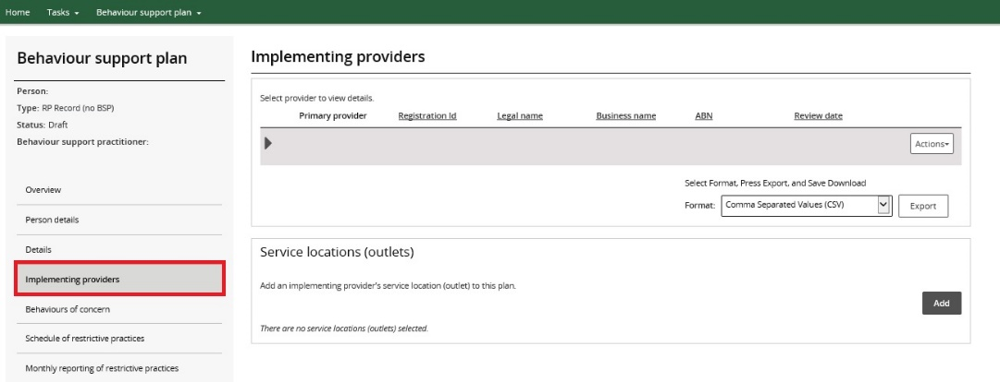 Home Tasks Behaviour support plan
Behaviour support plan
Person:
Type: RP Record (no BSP)
Status: Draft
Behaviour support practitioner:
Overview
Person details
Details
Implementing providers
Behaviours of concern
Schedule of restrictive practices
Monthly reporting of restrictive practices
Implementing providers
Select provider to view details.
Primary provider Registration Id Legal name Business name ABN Review date
Actions
Select Format, Press Export, and Save Download
Format: Comma Separated Values (CSV) Export
Service locations (outlets)
Add an implementing provider's service location (outlet) to this plan.
Add
There are no service locations (outlets) selected.